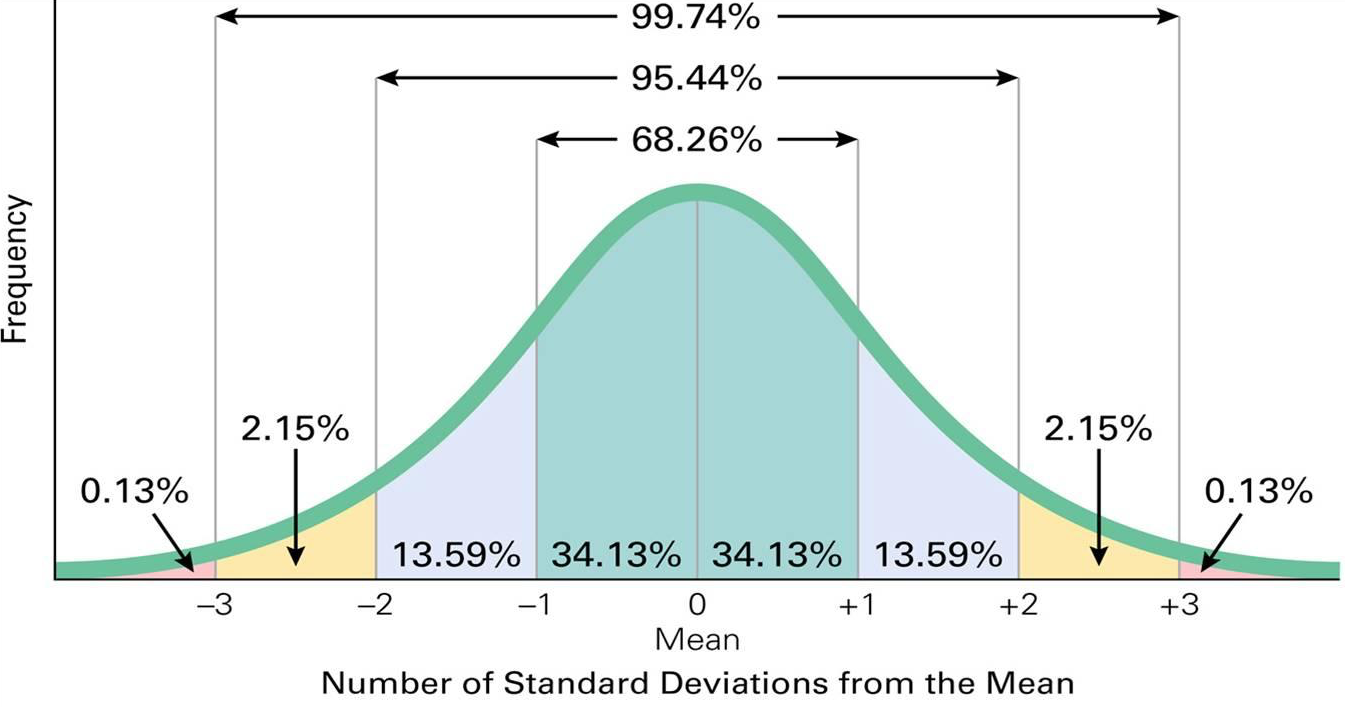 99.74%
95.44%
68.26%
Frequency
2.15%
2.15%
0.13%
0.13%
13.59% 34.13% 34.13% 13.59%
–3 –2 –1 0 +1 +2 +3
Mean
Number of Standard Deviations from the Mean